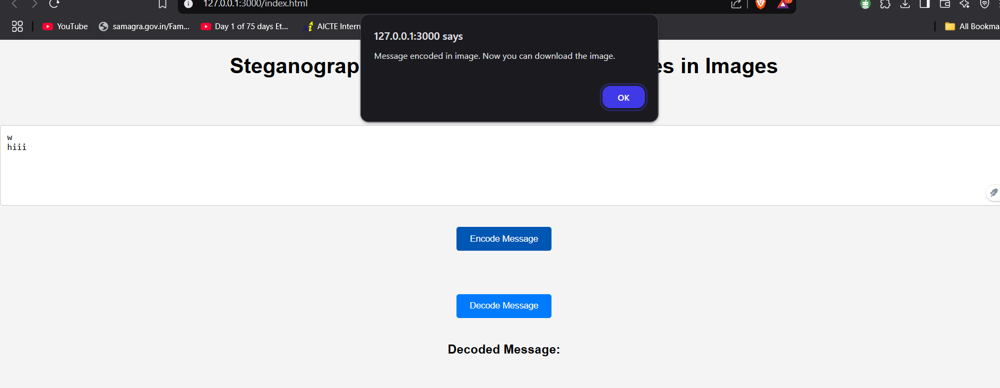 127.0.0.1:3000/index.html
YouTube
samagra.gov.in/Fam...
Day 1 of 75 days Et...
AICTE Intern
All Bookma
127.0.0.1:3000 says
Message encoded in image. Now you can download the image.
OK
Steganograp es in Images
w
hiii
Encode Message
Decode Message
Decoded Message: